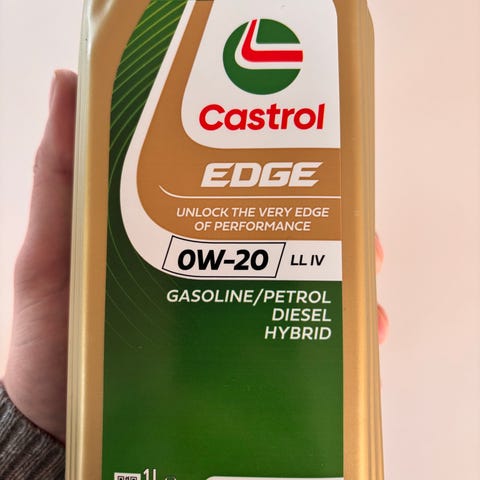 Castrol
EDGE
UNLOCK THE VERY EDGE
OF PERFORMANCE
0W-20 LL IV
GASOLINE/PETROL
DIESEL
HYBRID
1L